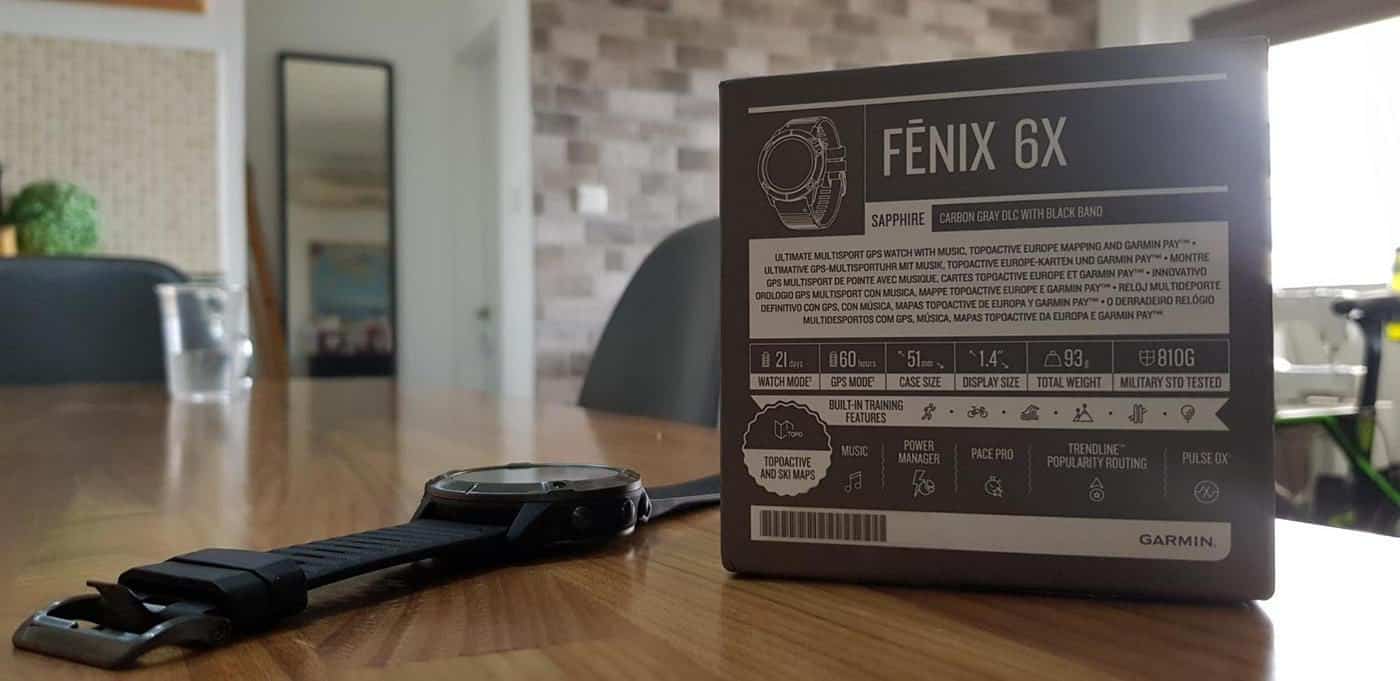 FĒNIX 6X
SAPPHIRE
CARBON GRAY DLC WITH BLACK BAND
ULTIMATE MULTISPORT GPS WATCH WITH MUSIC, TOPOACTIVE EUROPE MAPPING AND GARMIN PAY™ •
ULTIMATIVE GPS-MULTISPORTUHR MIT MUSIK, TOPOACTIVE EUROPE-KARTEN UND GARMIN PAY™ • MONTRE
GPS MULTISPORT DE POINTE AVEC MUSIQUE, CARTES TOPOACTIVE EUROPE ET GARMIN PAY™ • INNOVATIVO
OROLOGIO GPS MULTISPORT CON MUSICA, MAPPE TOPOACTIVE EUROPE E GARMIN PAY™ • RELOJ MULTIDEPORTE
DEFINITIVO CON GPS, CON MÚSICA, MAPAS TOPOACTIVE DE EUROPA Y GARMIN PAY™ • O DERRADEIRO RELÓGIO
MULTIDESPORTOS COM GPS, MÚSICA, MAPAS TOPOACTIVE DA EUROPA E GARMIN PAY™
21 days
WATCH MODE†
60 hours
GPS MODE†
51 mm
CASE SIZE
1.4"
DISPLAY SIZE
93 g
TOTAL WEIGHT
810G
MILITARY STD TESTED
BUILT-IN TRAINING
FEATURES
TOPO
TOPOACTIVE
AND SKI MAPS
MUSIC
POWER
MANAGER
PACE PRO
TRENDLINE™
POPULARITY ROUTING
PULSE OX
GARMIN.